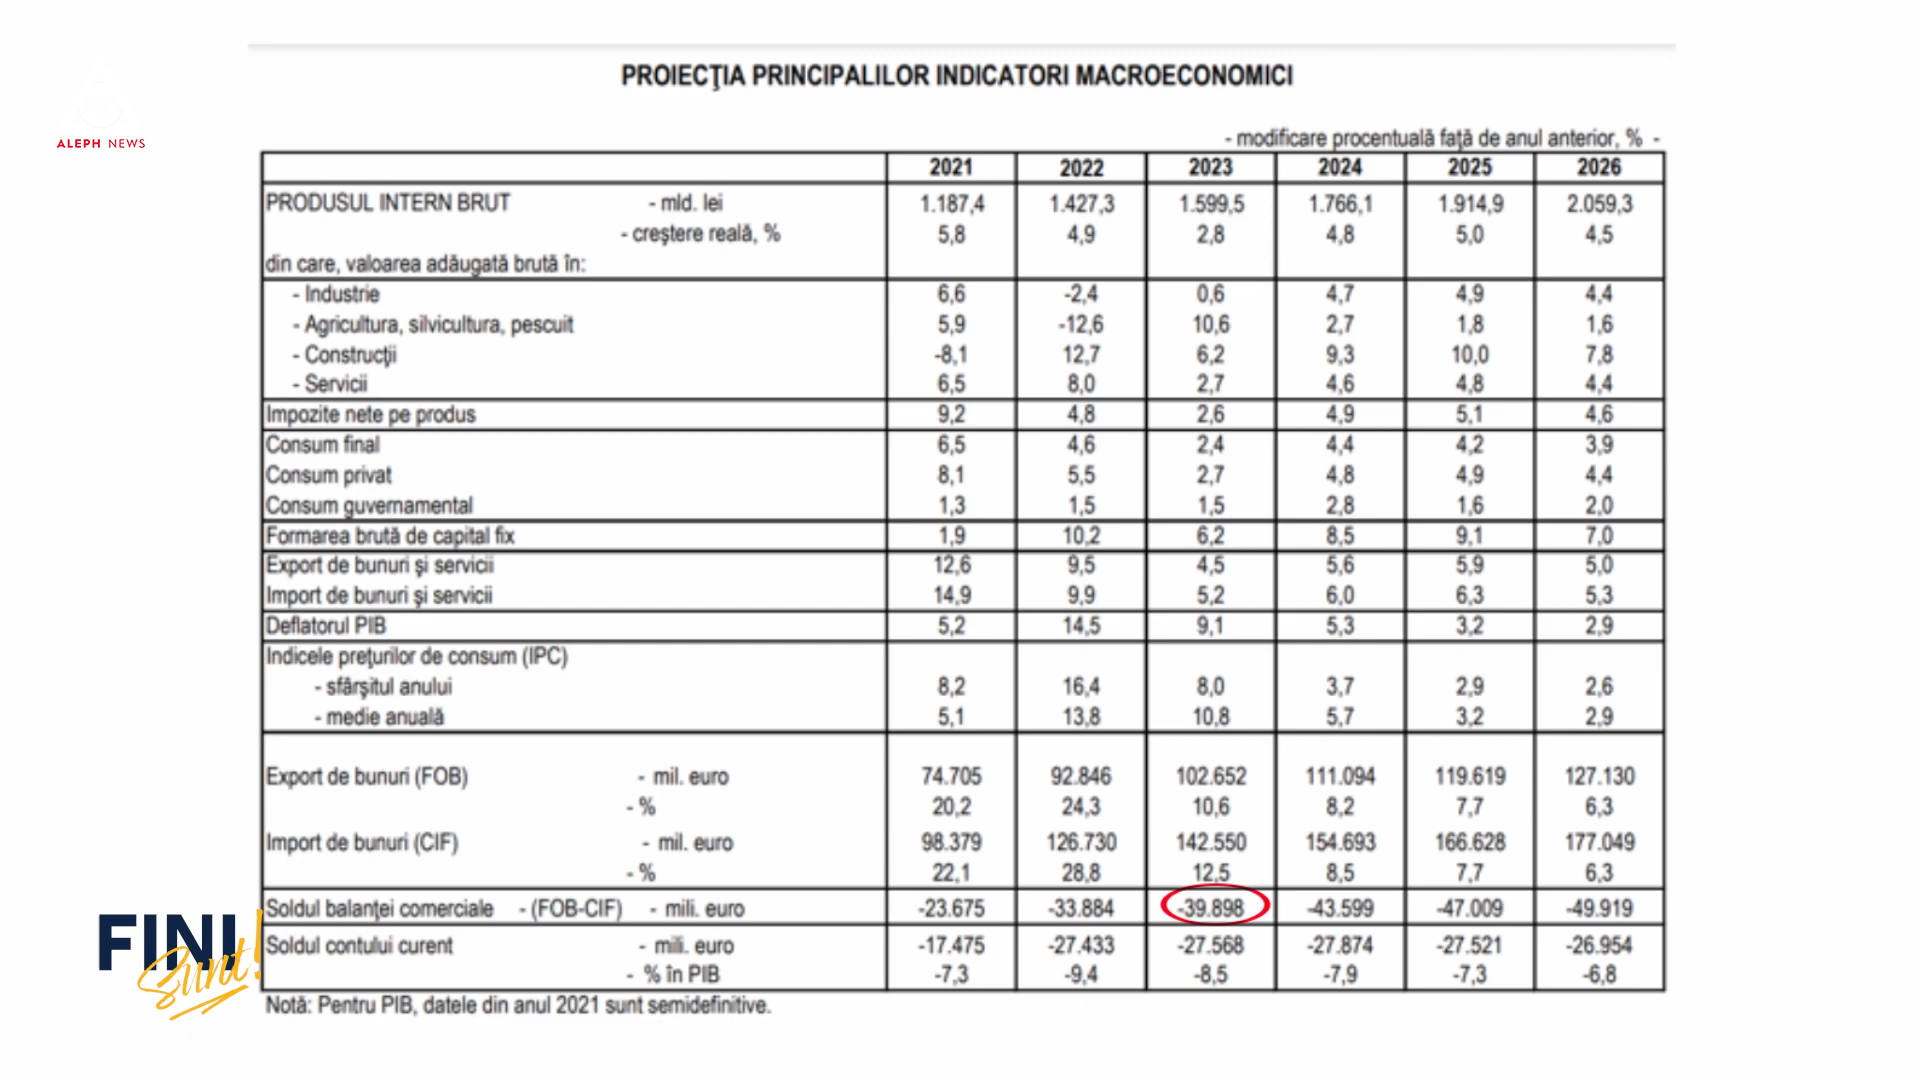 PROIECŢIA PRINCIPALILOR INDICATORI MACROECONOMICI
ALEPH NEWS
- modificare procentuală faţă de anul anterior, % -
2021 2022 2023 2024 2025 2026
PRODUSUL INTERN BRUT - mld. lei 1.187,4 1.427,3 1.599,5 1.766,1 1.914,9 2.059,3
- creştere reală, % 5,8 4,9 2,8 4,8 5,0 4,5
din care, valoarea adăugată brută în:
- Industrie 6,6 -2,4 0,6 4,7 4,9 4,4
- Agricultura, silvicultura, pescuit 5,9 -12,6 10,6 2,7 1,8 1,6
- Construcţii -8,1 12,7 6,2 9,3 10,0 7,8
- Servicii 6,5 8,0 2,7 4,6 4,8 4,4
Impozite nete pe produs 9,2 4,8 2,6 4,9 5,1 4,6
Consum final 6,5 4,6 2,4 4,4 4,2 3,9
Consum privat 8,1 5,5 2,7 4,8 4,9 4,4
Consum guvernamental 1,3 1,5 1,5 2,8 1,6 2,0
Formarea brută de capital fix 1,9 10,2 6,2 8,5 9,1 7,0
Export de bunuri şi servicii 12,6 9,5 4,5 5,6 5,9 5,0
Import de bunuri şi servicii 14,9 9,9 5,2 6,0 6,3 5,3
Deflatorul PIB 5,2 14,5 9,1 5,3 3,2 2,9
Indicele preţurilor de consum (IPC)
- sfârşitul anului 8,2 16,4 8,0 3,7 2,9 2,6
- medie anuală 5,1 13,8 10,8 5,7 3,2 2,9
Export de bunuri (FOB) - mil. euro 74.705 92.846 102.652 111.094 119.619 127.130
- % 20,2 24,3 10,6 8,2 7,7 6,3
Import de bunuri (CIF) - mil. euro 98.379 126.730 142.550 154.693 166.628 177.049
- % 22,1 28,8 12,5 8,5 7,7 6,3
Soldul balanţei comerciale - (FOB-CIF) - mili. euro -23.675 -33.884 -39.898 -43.599 -47.009 -49.919
Soldul contului curent - mili. euro -17.475 -27.433 -27.568 -27.874 -27.521 -26.954
- % în PIB -7,3 -9,4 -8,5 -7,9 -7,3 -6,8
Notă: Pentru PIB, datele din anul 2021 sunt semidefinitive.
FINI
Sunt!